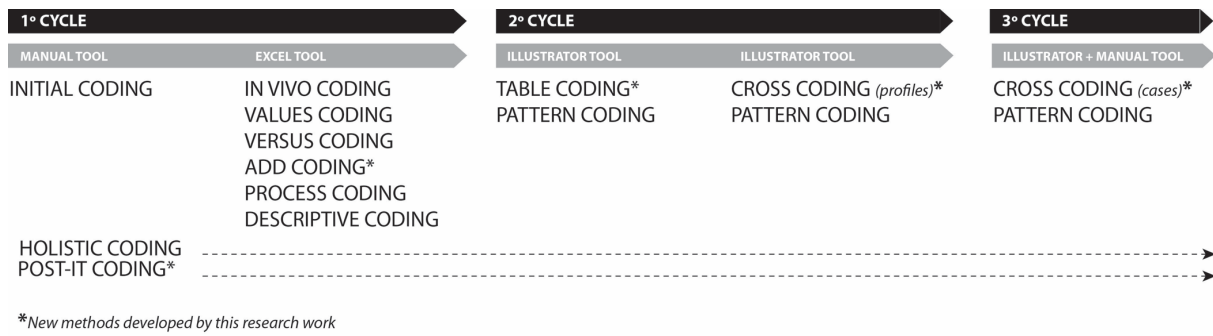 1º CYCLE
2º CYCLE
3º CYCLE
MANUAL TOOL
EXCEL TOOL
ILLUSTRATOR TOOL
ILLUSTRATOR TOOL
ILLUSTRATOR + MANUAL TOOL
INITIAL CODING
IN VIVO CODING
VALUES CODING
VERSUS CODING
ADD CODING*
PROCESS CODING
DESCRIPTIVE CODING
TABLE CODING*
PATTERN CODING
CROSS CODING (profiles)*
PATTERN CODING
CROSS CODING (cases)*
PATTERN CODING
HOLISTIC CODING
POST-IT CODING*
*New methods developed by this research work